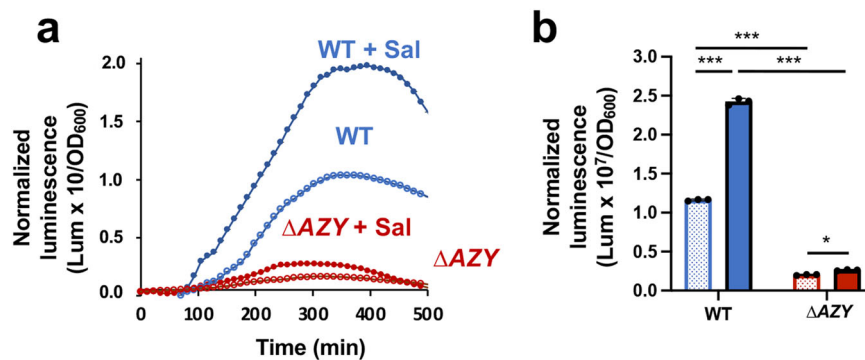 a
WT + Sal
WT
ΔAZY + Sal
ΔAZY
Normalized
luminescence
(Lum x 10/OD600)
2.0
1.5
1.0
0.5
0.0
0
100
200
300
400
500
Time (min)
b
***
***
***
*
Normalized
luminescence
(Lum x 10^7/OD600)
3.0
2.5
2.0
1.5
1.0
0.5
0.0
WT
ΔAZY